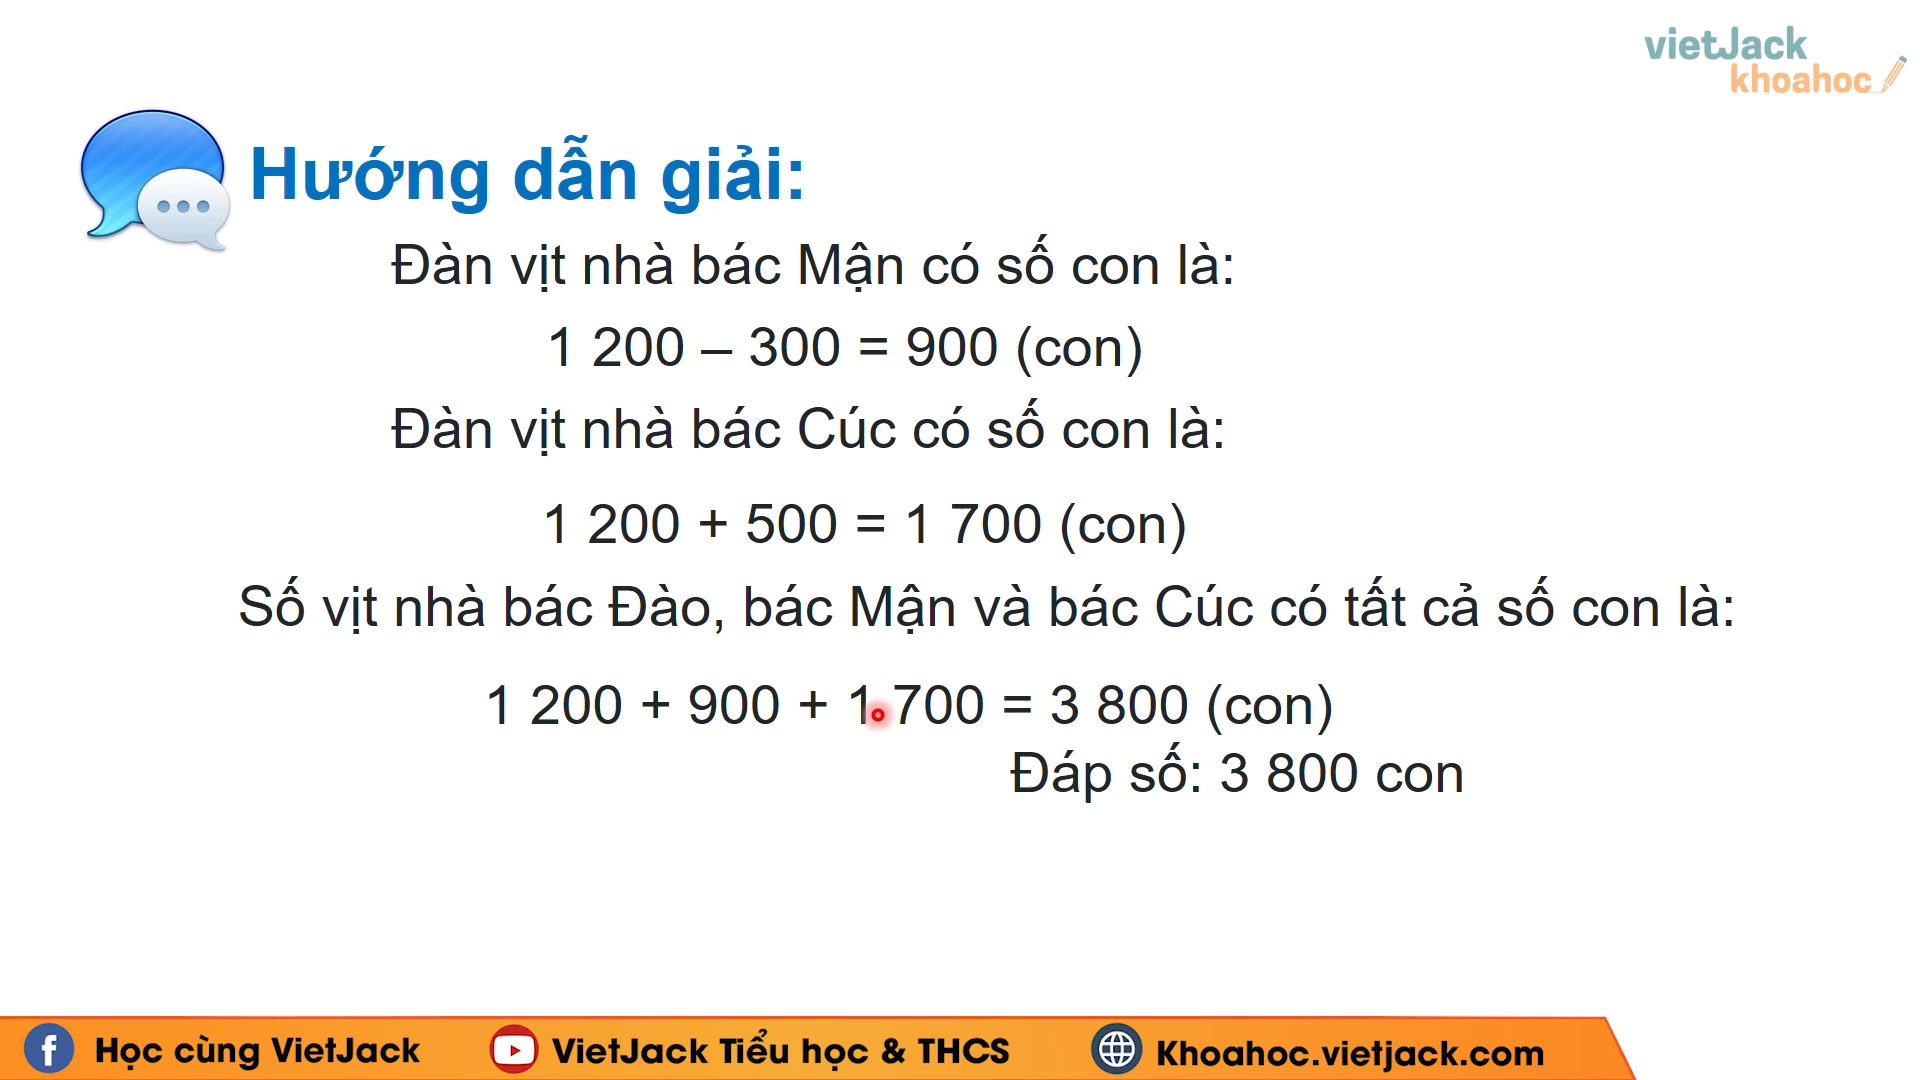 vietJack
khoahoc
Hướng dẫn giải:
Đàn vịt nhà bác Mận có số con là:
1 200 – 300 = 900 (con)
Đàn vịt nhà bác Cúc có số con là:
1 200 + 500 = 1 700 (con)
Số vịt nhà bác Đào, bác Mận và bác Cúc có tất cả số con là:
1 200 + 900 + 1 700 = 3 800 (con)
Đáp số: 3 800 con
Học cùng VietJack
VietJack Tiểu học & THCS
Khoahoc.vietjack.com